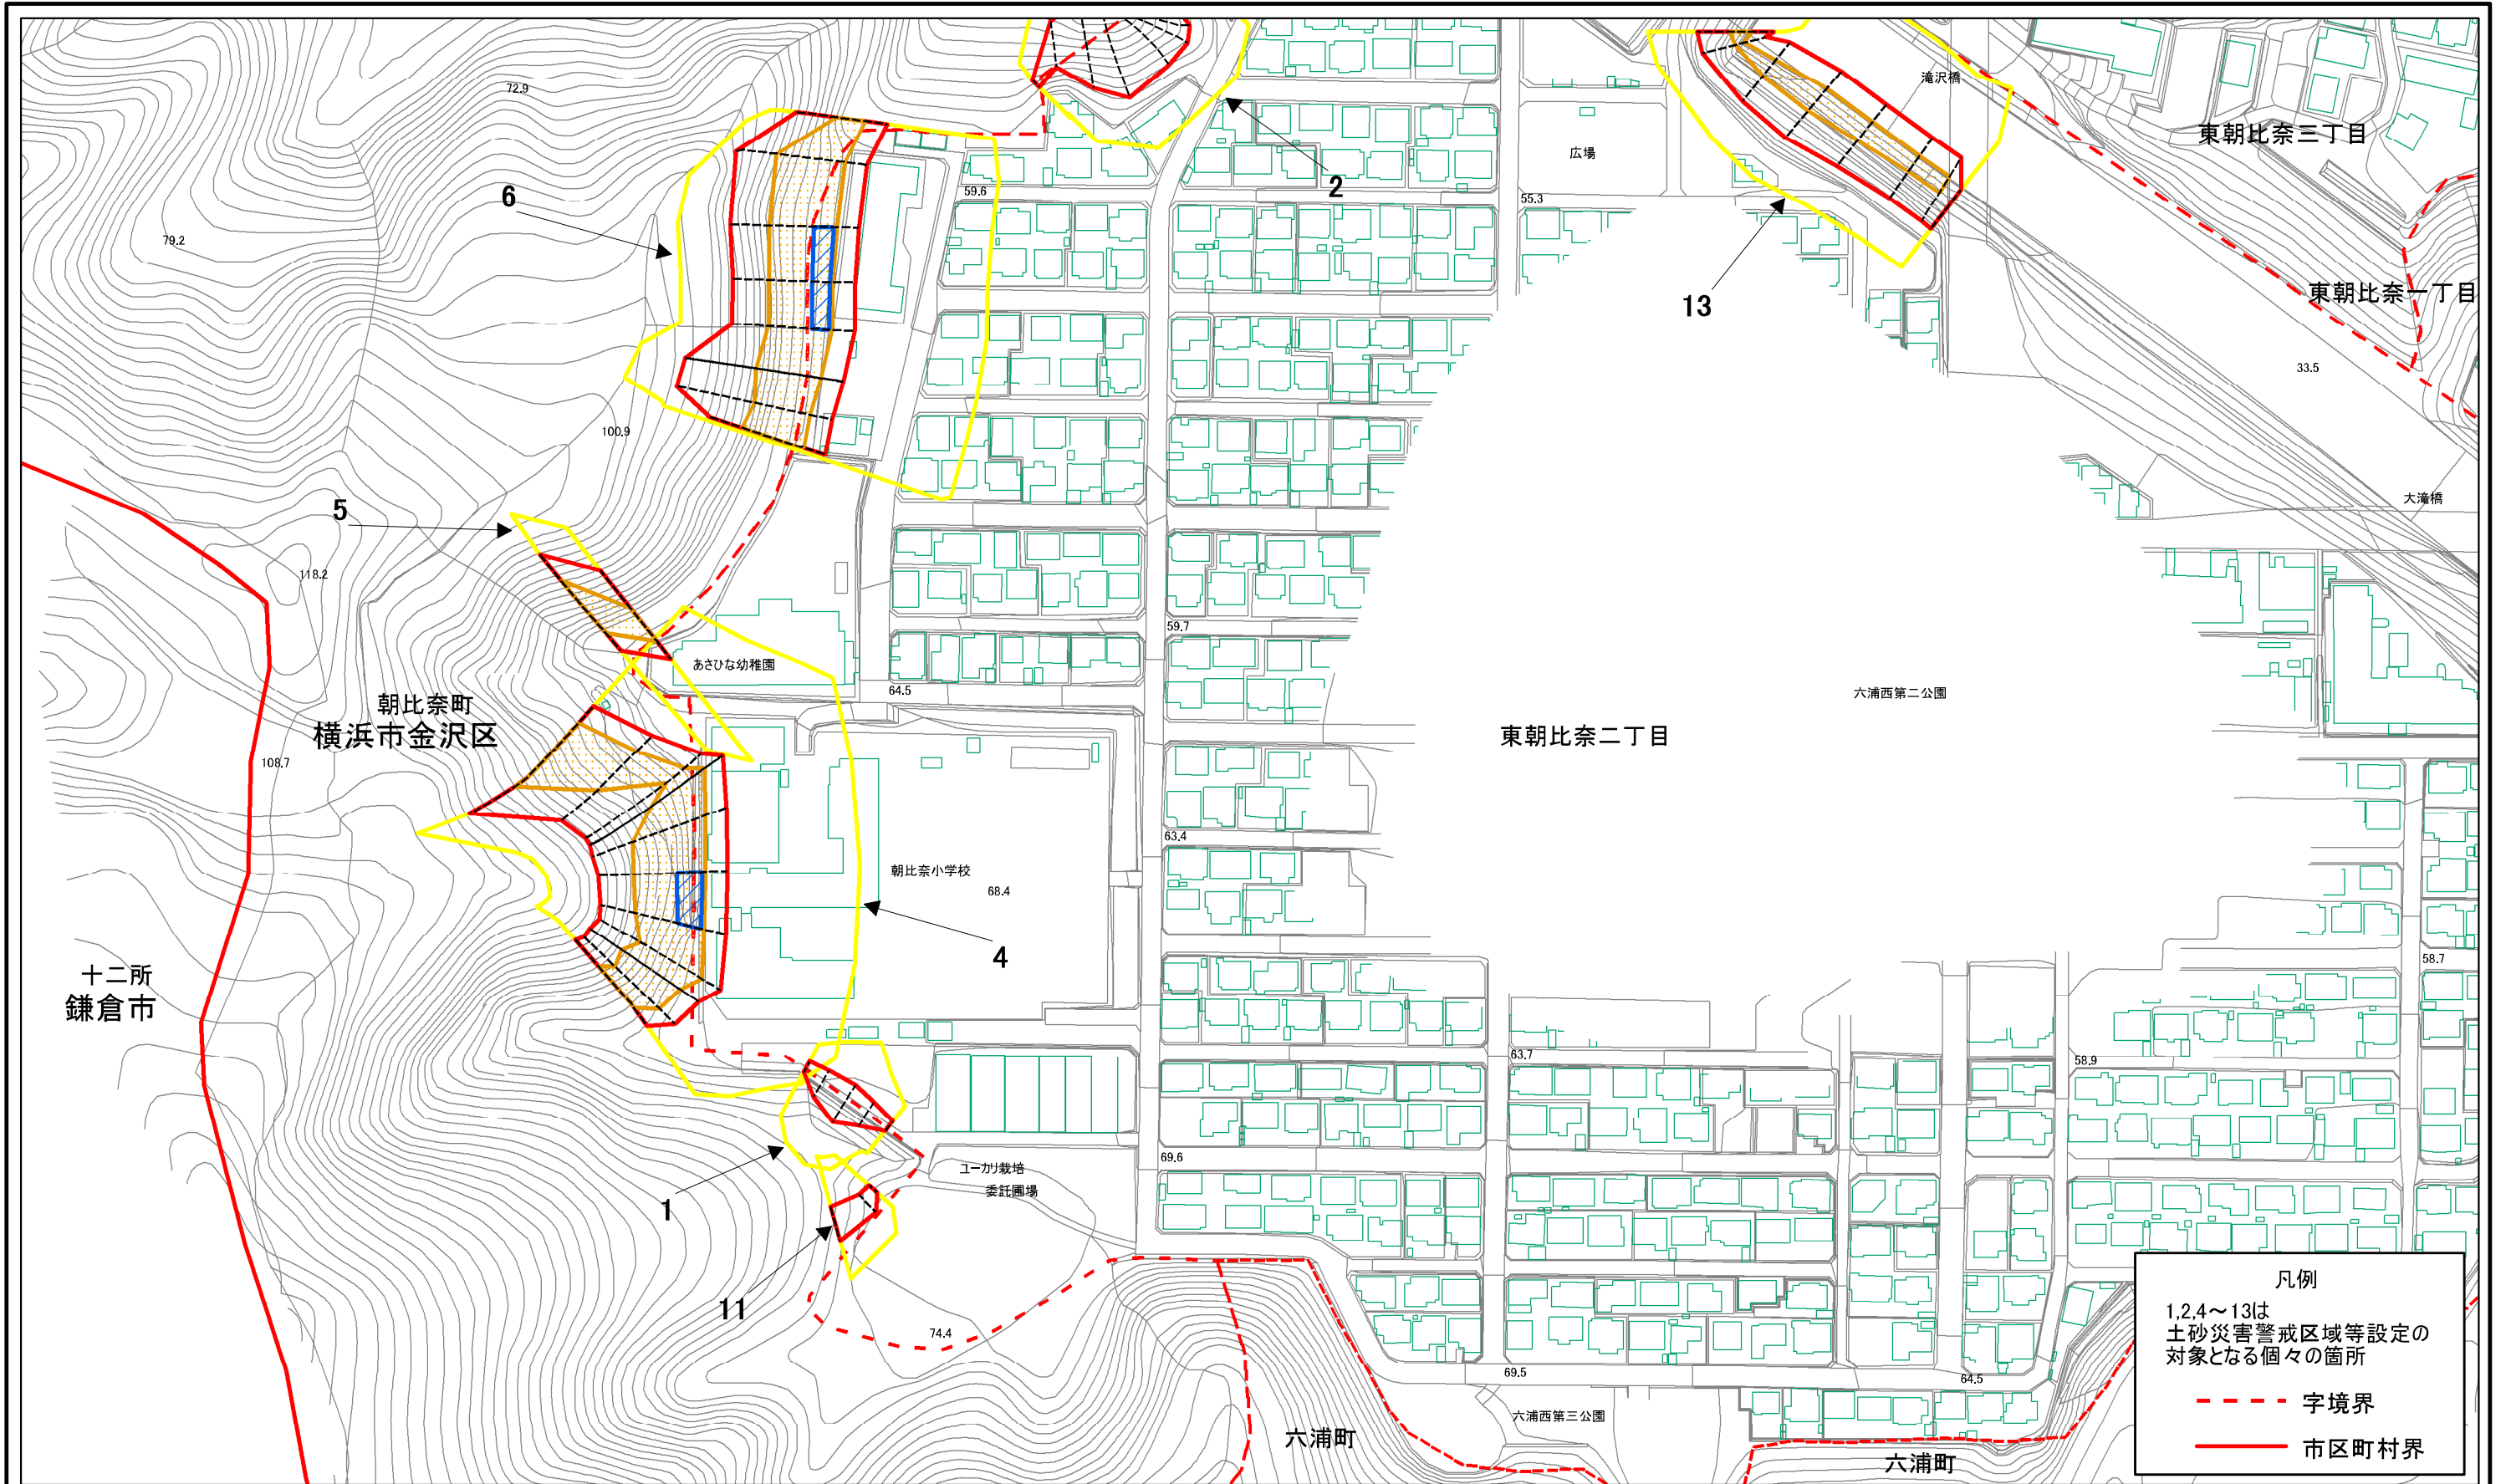 72.9
滝沢橋
東朝比奈三丁目
広場
6
59.6
2
55.3
79.2
13
東朝比奈一丁目
33.5
100.9
大滝橋
5
118.2
59.7
あさひな幼稚園
64.5
六浦西第二公園
朝比奈町
横浜市金沢区
東朝比奈二丁目
108.7
63.4
朝比奈小学校
68.4
4
58.7
十二所
鎌倉市
63.7
58.9
69.6
ユーカリ栽培
委託圃場
1
11
74.4
69.5
64.5
六浦西第三公園
六浦町
六浦町
凡例
1,2,4～13は
土砂災害警戒区域等設定の
対象となる個々の箇所
字境界
市区町村界